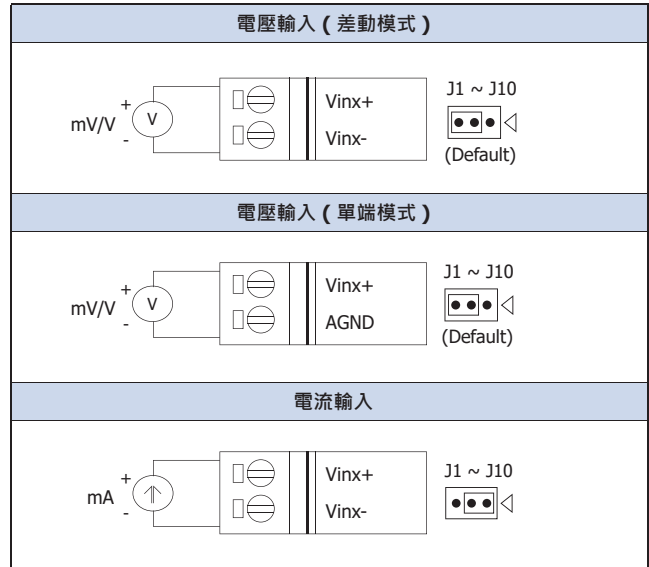 電壓輸入 ( 差動模式 )
J1 ~ J10
+
mV/V
V
-
Vinx+
Vinx-
(Default)
電壓輸入 ( 單端模式 )
J1 ~ J10
+
mV/V
V
-
Vinx+
AGND
(Default)
電流輸入
J1 ~ J10
+
mA
-
Vinx+
Vinx-